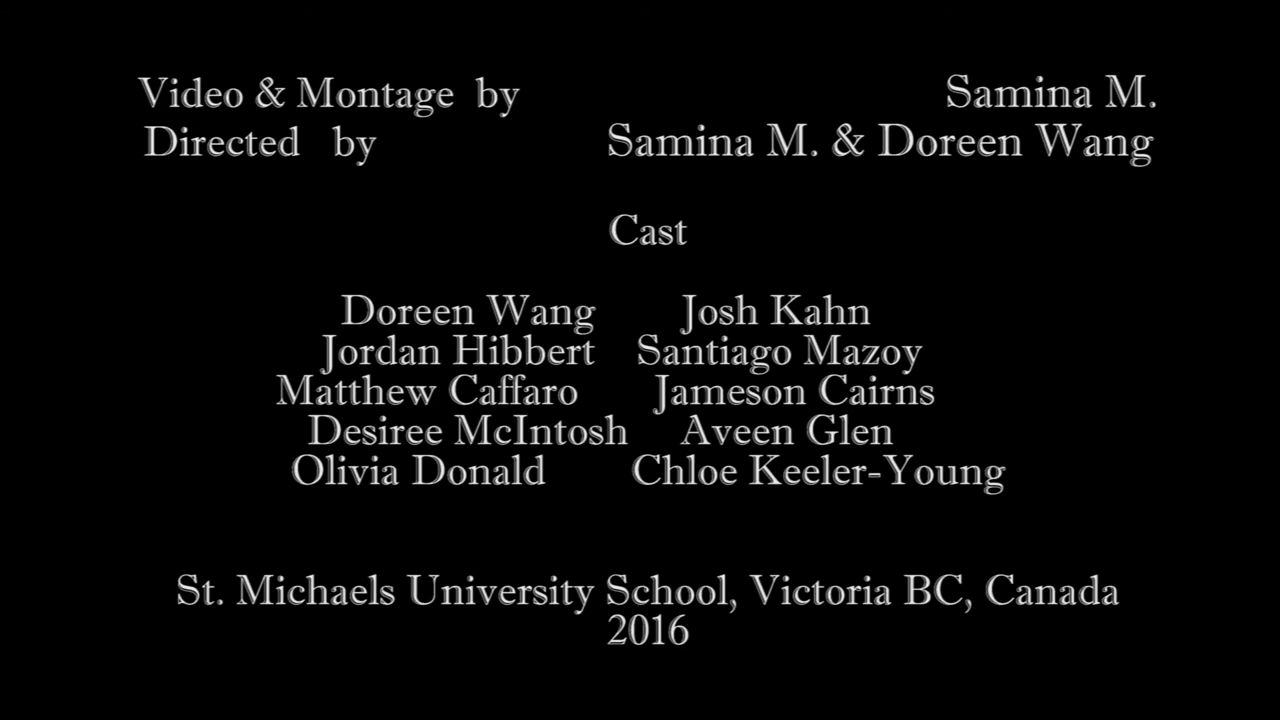 Video & Montage by Samina M.
Directed by Samina M. & Doreen Wang
Cast
Doreen Wang Josh Kahn
Jordan Hibbert Santiago Mazoy
Matthew Caffaro Jameson Cairns
Desiree McIntosh Aveen Glen
Olivia Donald Chloe Keeler-Young
St. Michaels University School, Victoria BC, Canada
2016